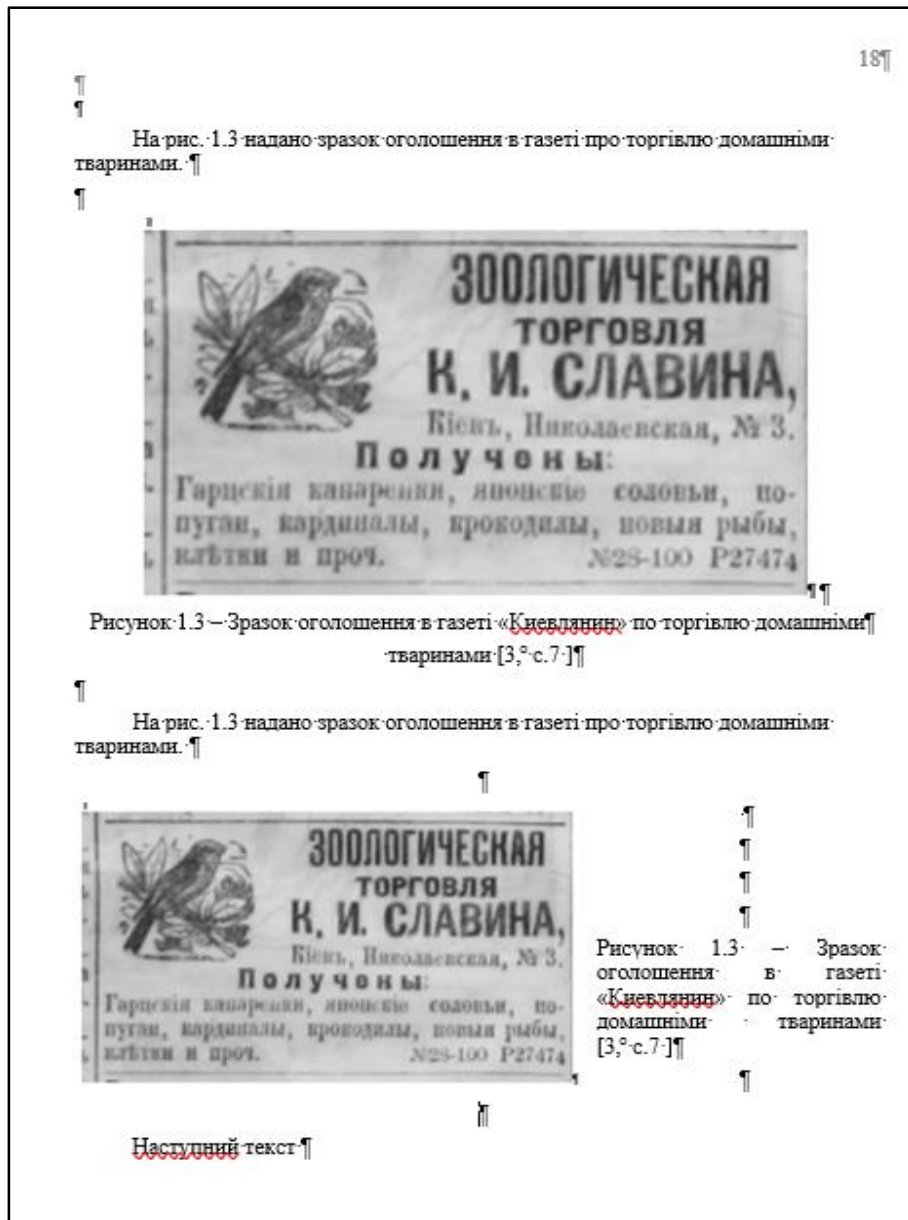 18¶
¶
¶
На рис. 1.3 надано зразок оголошення в газеті про торгівлю домашніми
тваринами. ¶
¶
ЗООЛОГИЧЕСКАЯ
ТОРГОВЛЯ
К. И. СЛАВИНА,
Кіевъ, Николаевская, № 3.
Получены:
Гарцскія канарейки, японскіе соловьи, по-
пугаи, кардиналы, крокодилы, новыя рыбы,
клѣтки и проч. №28-100 Р27474
¶¶
Рисунок 1.3 – Зразок оголошення в газеті «Киевлянин» по торгівлю домашніми¶
тваринами [3,° с.7 ]¶
¶
На рис. 1.3 надано зразок оголошення в газеті про торгівлю домашніми
тваринами. ¶
¶
ЗООЛОГИЧЕСКАЯ
ТОРГОВЛЯ
К. И. СЛАВИНА,
Кіевъ, Николаевская, № 3.
Получены:
Гарцскія канарейки, японскіе соловьи, по-
пугаи, кардиналы, крокодилы, новыя рыбы,
клѣтки и проч. №28-100 Р27474
¶
¶
¶
¶
¶
Рисунок 1.3 – Зразок
оголошення в газеті
«Киевлянин» по торгівлю
домашніми тваринами
[3,° с.7 ]¶
¶
¶
Наступний текст ¶